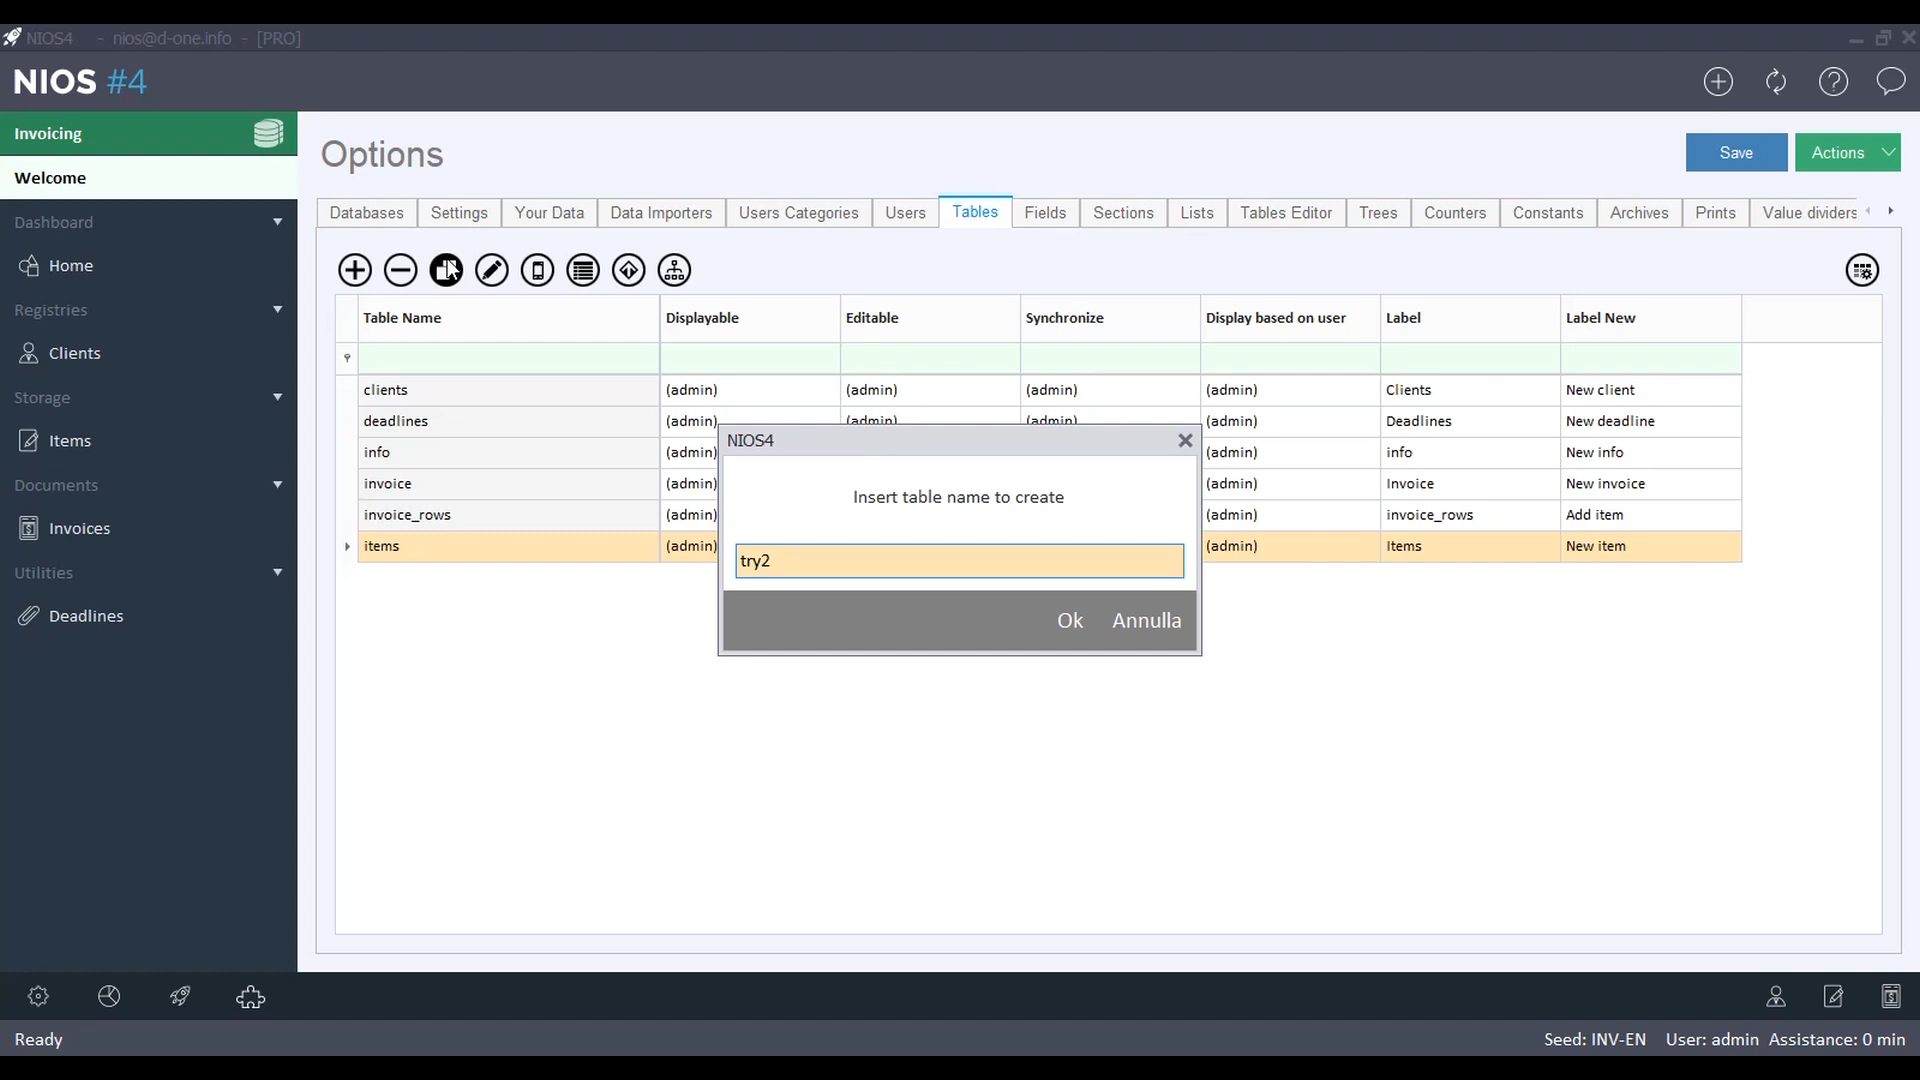 NIOS4 - nios@d-one.info - [PRO]
NIOS #4
Invoicing
Welcome
Dashboard
Home
Registries
Clients
Storage
Items
Documents
Invoices
Utilities
Deadlines
Options
Save Actions
Databases Settings Your Data Data Importers Users Categories Users Tables Fields Sections Lists Tables Editor Trees Counters Constants Archives Prints Value dividers
Table Name Displayable Editable Synchronize Display based on user Label Label New
clients (admin) (admin) (admin) (admin) Clients New client
deadlines (admin) (admin) (admin) (admin) Deadlines New deadline
info (admin) (admin) info New info
invoice (admin) (admin) Invoice New invoice
invoice_rows (admin) (admin) invoice_rows Add item
items (admin) (admin) Items New item
NIOS4
Insert table name to create
try2
Ok Annulla
Ready
Seed: INV-EN User: admin Assistance: 0 min